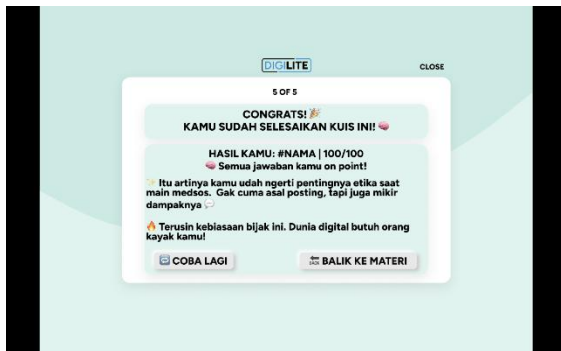 DIGILITE
CLOSE
5 OF 5
CONGRATS! 🎉
KAMU SUDAH SELESAIKAN KUIS INI! 🧠
HASIL KAMU: #NAMA | 100/100
🧠 Semua jawaban kamu on point!
✨ Itu artinya kamu udah ngerti pentingnya etika saat
main medsos. Gak cuma asal posting, tapi juga mikir
dampaknya 💬
🔥 Terusin kebiasaan bijak ini. Dunia digital butuh orang
kayak kamu!
🔁 COBA LAGI
🔙 BALIK KE MATERI